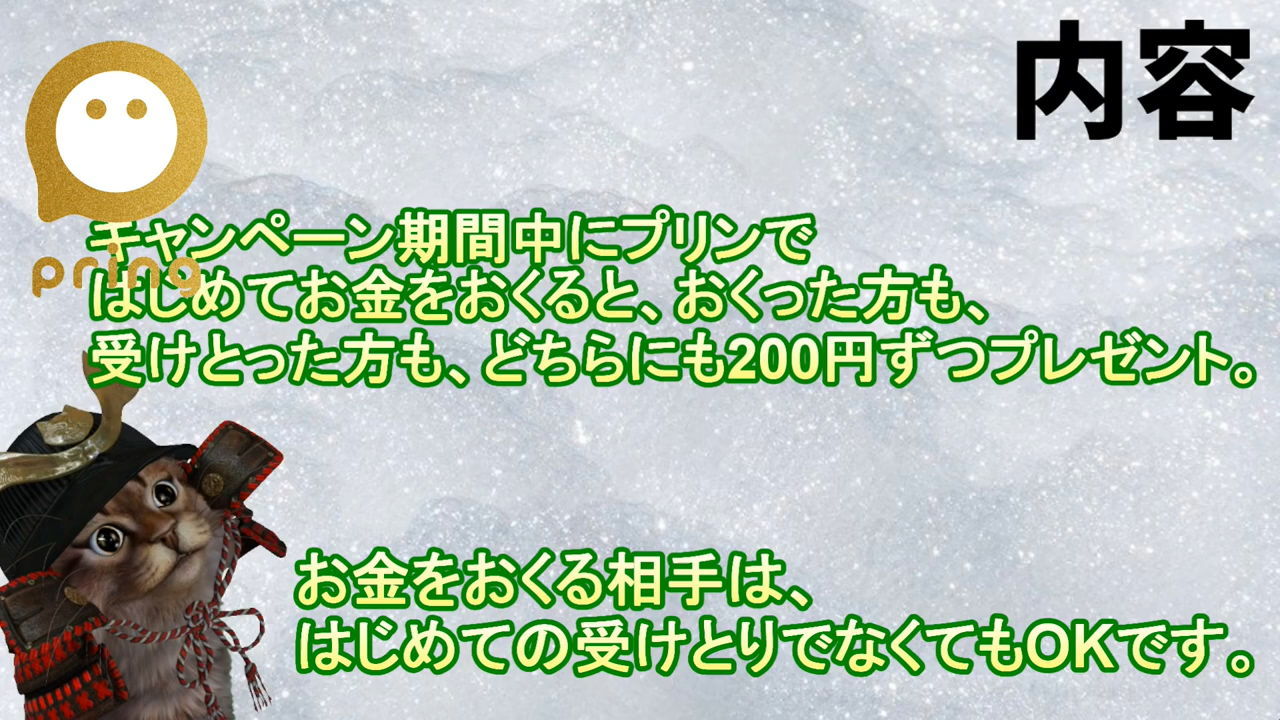 内容
pring
キャンペーン期間中にプリンで
はじめてお金をおくると、おくった方も、
受けとった方も、どちらにも200円ずつプレゼント。
お金をおくる相手は、
はじめての受けとりでなくてもOKです。